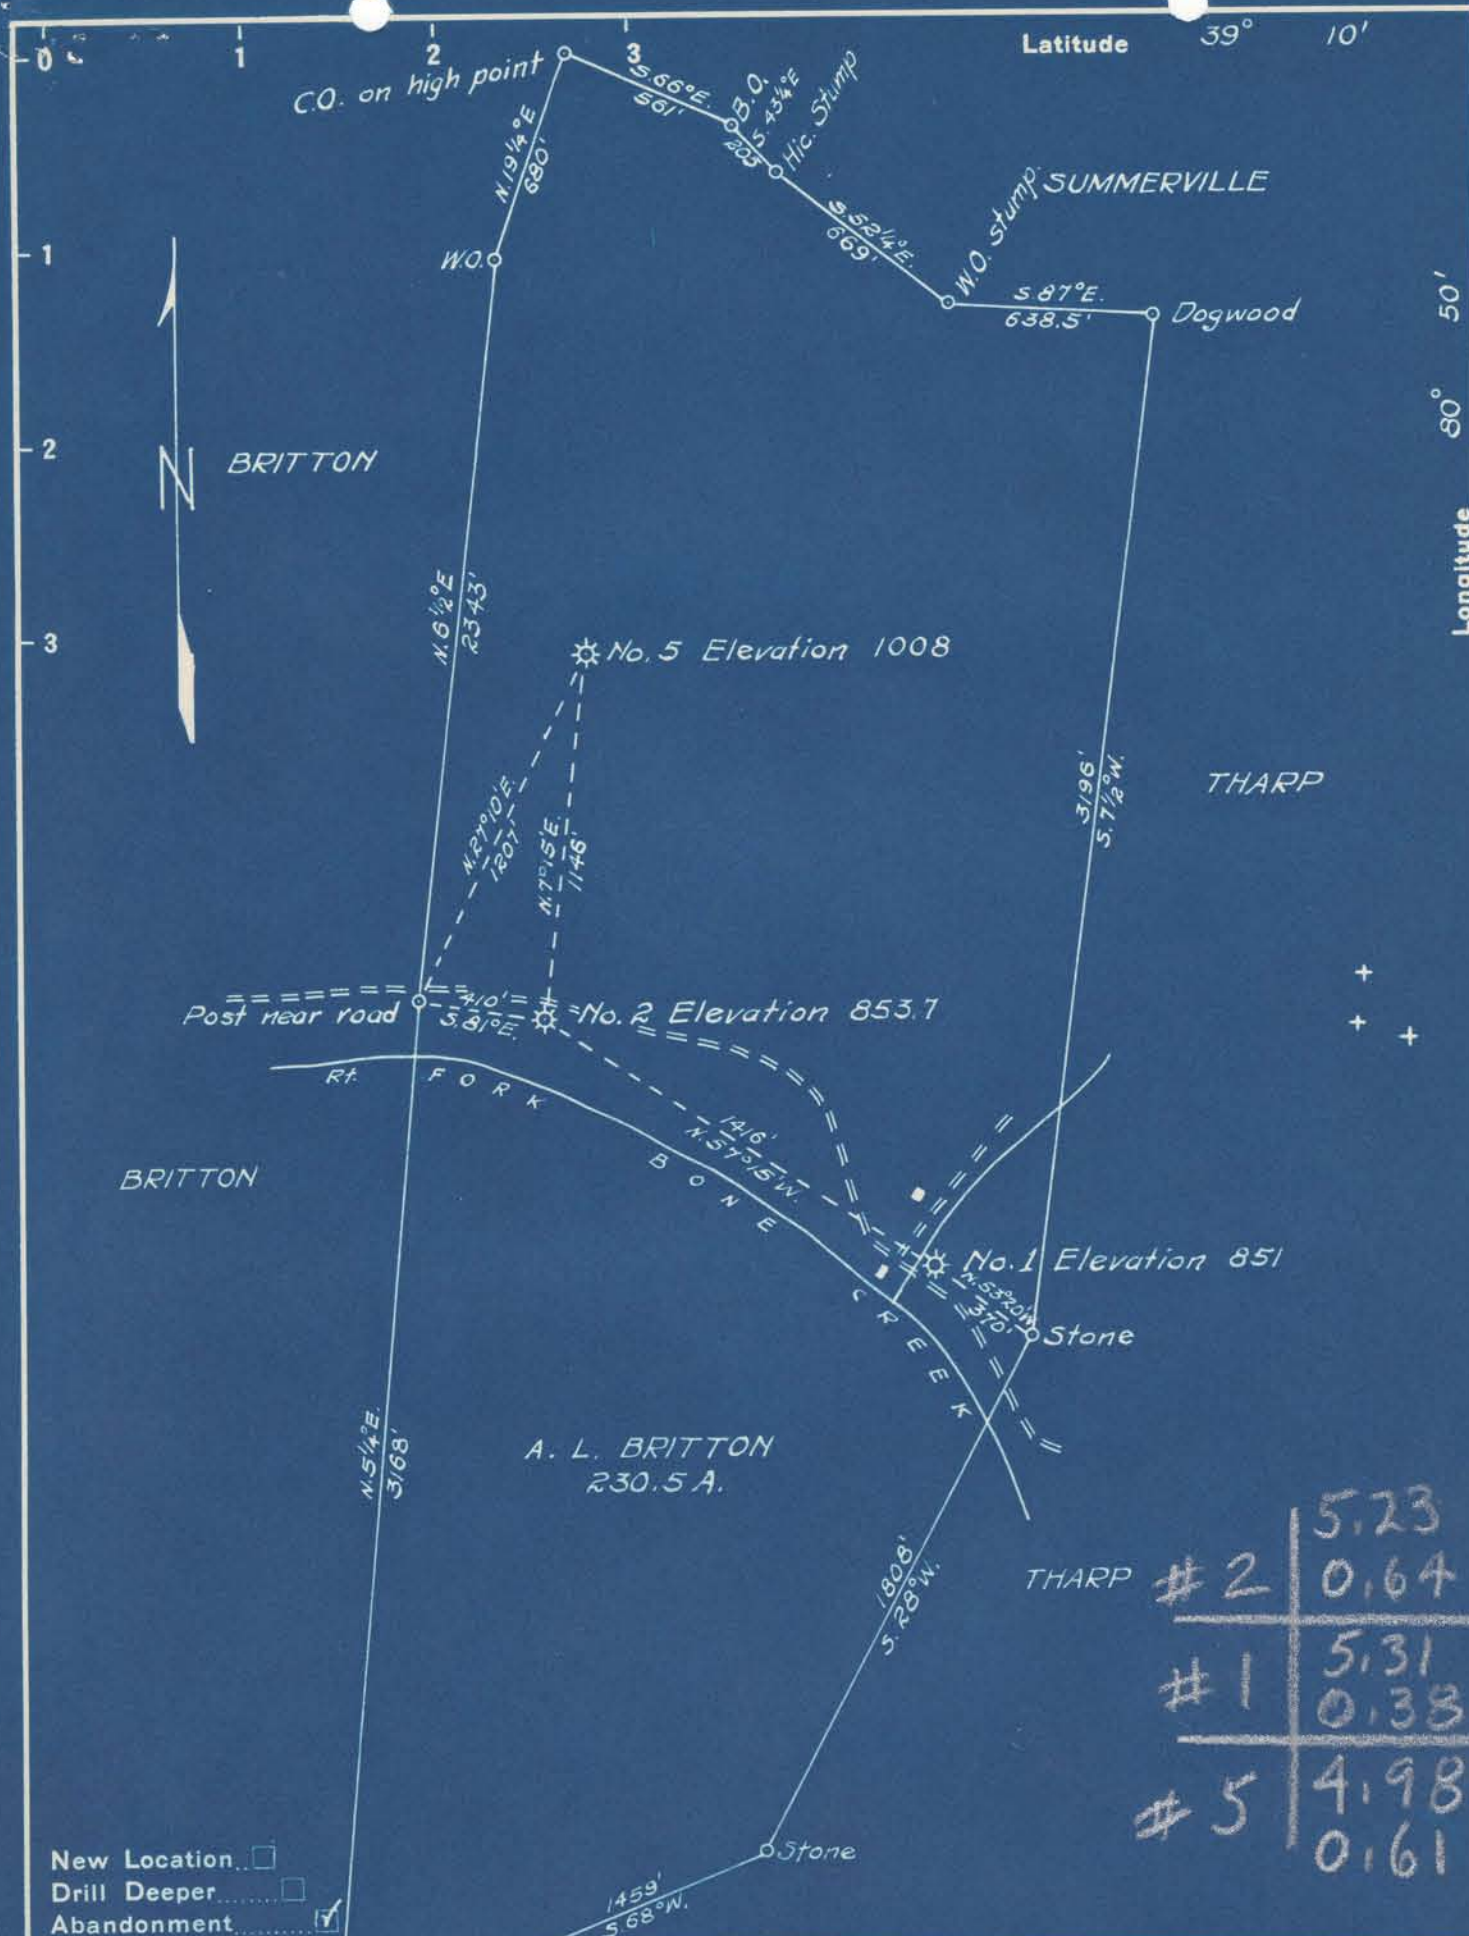 0
1
2
3
Latitude 39° 10'
C.O. on high point
S.66°E.
561'
B.O.
S.43¼°E
205
Hic. Stump
N.19¼°E
680'
SUMMERVILLE
W.O. stump
S.52¼°E.
669'
1
W.O.
S.87°E.
638.5'
Dogwood
50'
80°
Longitude
2
N
BRITTON
N.6½°E
2343'
3
No. 5 Elevation 1008
3196'
S.7½°W.
THARP
N.27°10'E.
1207'
N.7°15'E.
1146'
Post near road
410'
S.81°E.
No. 2 Elevation 853.7
Rt. FORK BONE CREEK
1416'
N.57°15'W.
BRITTON
No. 1 Elevation 851
N.53°20'W
370'
Stone
N.5¼°E.
3168'
A. L. BRITTON
230.5 A.
1808'
S.28°W.
THARP
#2 5.23
0.64
#1 5.31
0.38
#5 4.98
0.61
Stone
1459'
S.68°W.
New Location..
Drill Deeper.......
Abandonment.........